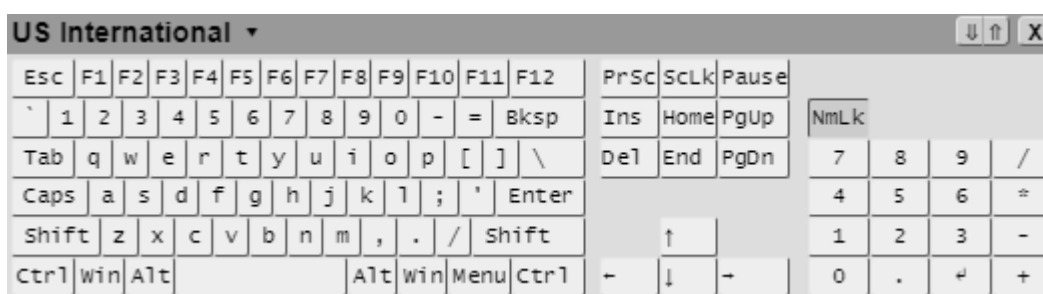 US International ▾ ⇓ ⇑ X
Esc F1 F2 F3 F4 F5 F6 F7 F8 F9 F10 F11 F12 PrSc ScLk Pause
` 1 2 3 4 5 6 7 8 9 0 - = Bksp Ins Home PgUp NmLk
Tab q w e r t y u i o p [ ] \ Del End PgDn 7 8 9 /
Caps a s d f g h j k l ; ' Enter 4 5 6 *
Shift z x c v b n m , . / Shift ↑ 1 2 3 -
Ctrl Win Alt Alt Win Menu Ctrl ← ↓ → 0 . ↵ +